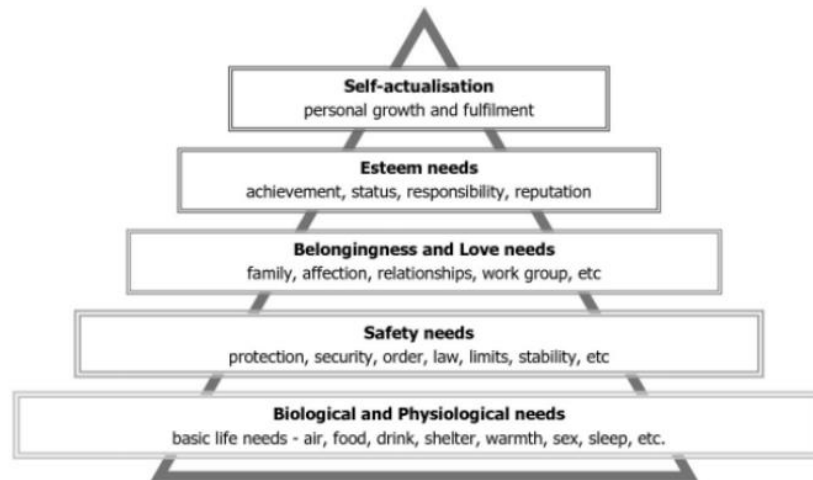 Self-actualisation
personal growth and fulfilment
Esteem needs
achievement, status, responsibility, reputation
Belongingness and Love needs
family, affection, relationships, work group, etc
Safety needs
protection, security, order, law, limits, stability, etc
Biological and Physiological needs
basic life needs - air, food, drink, shelter, warmth, sex, sleep, etc.